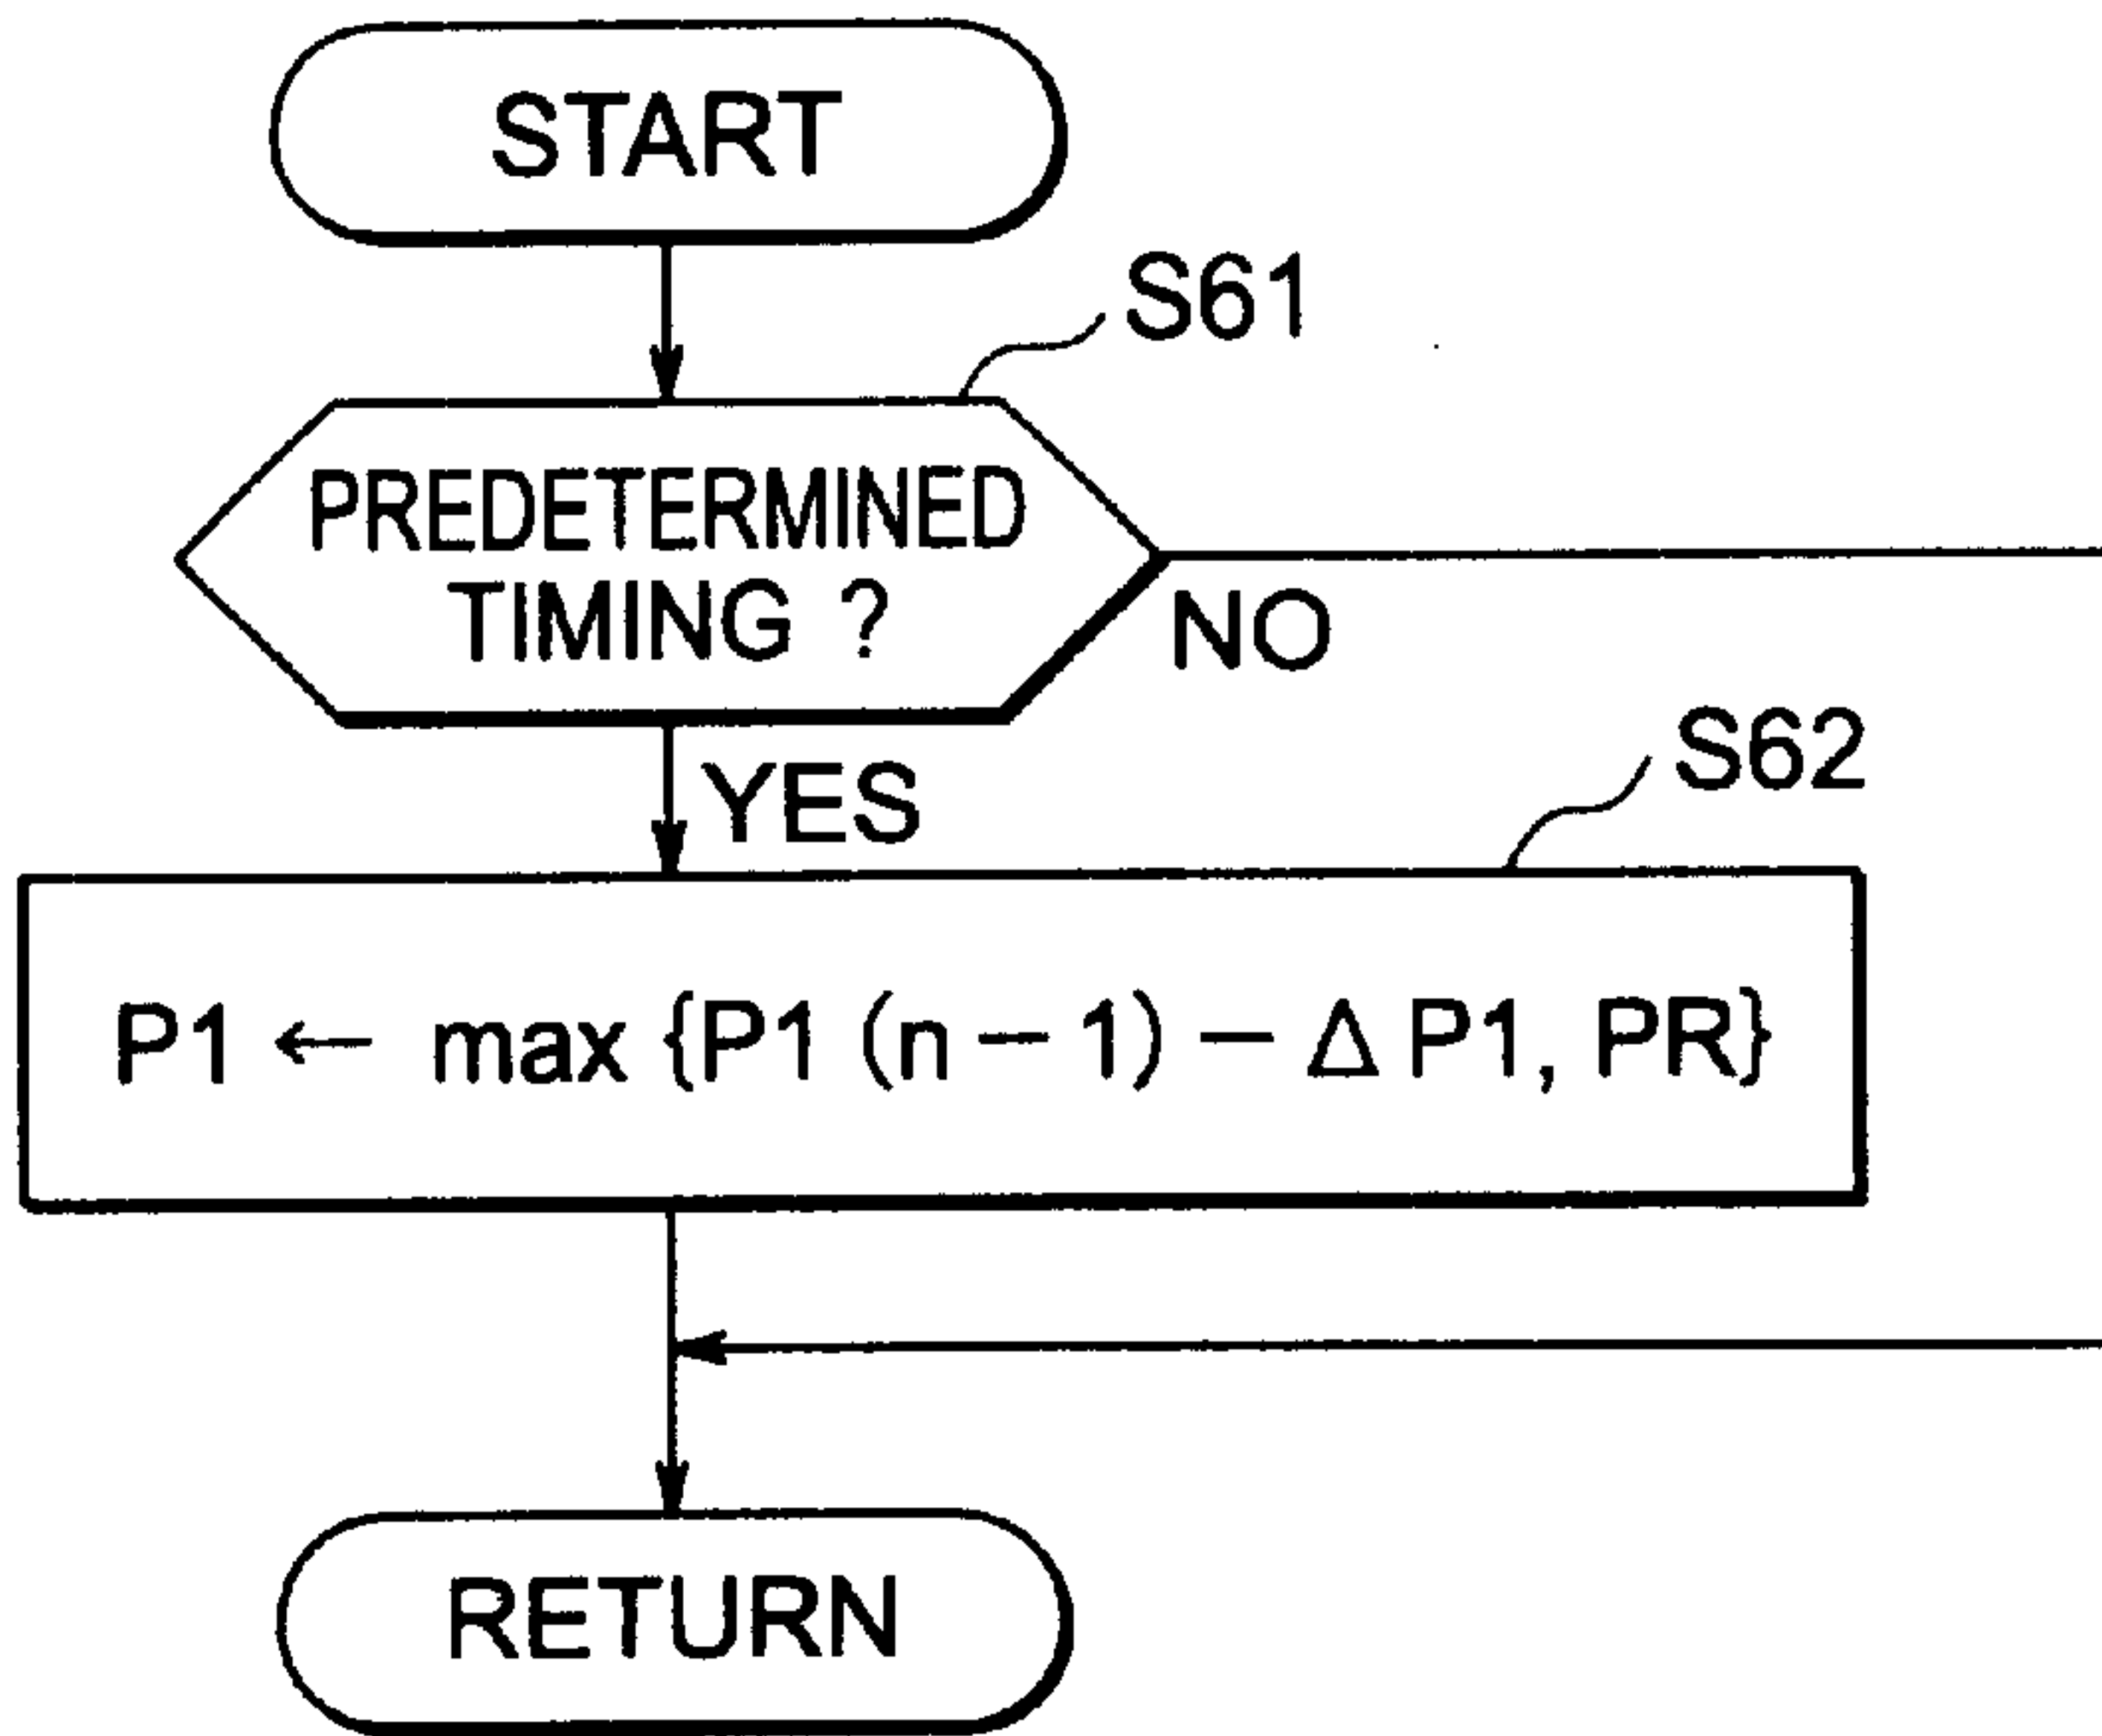 START
S61
PREDETERMINED
TIMING ?
NO
YES
S62
P1 ← max {P1 (n − 1) − Δ P1, PR}
RETURN